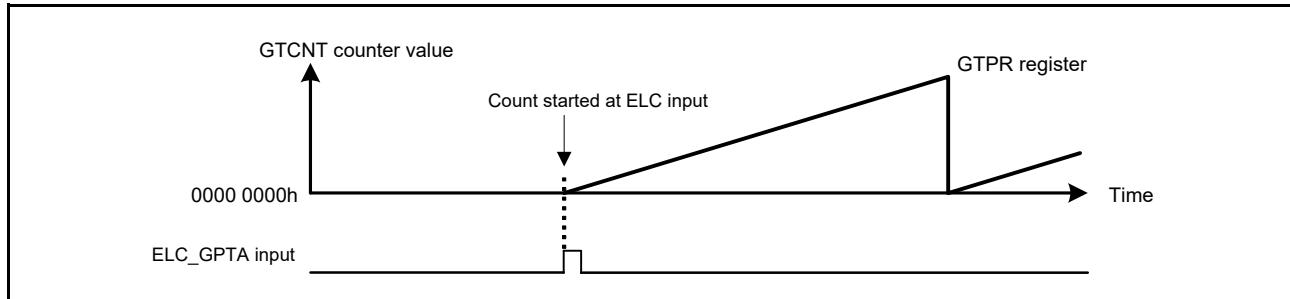 GTCNT counter value
GTPR register
Count started at ELC input
0000 0000h
Time
ELC_GPTA input